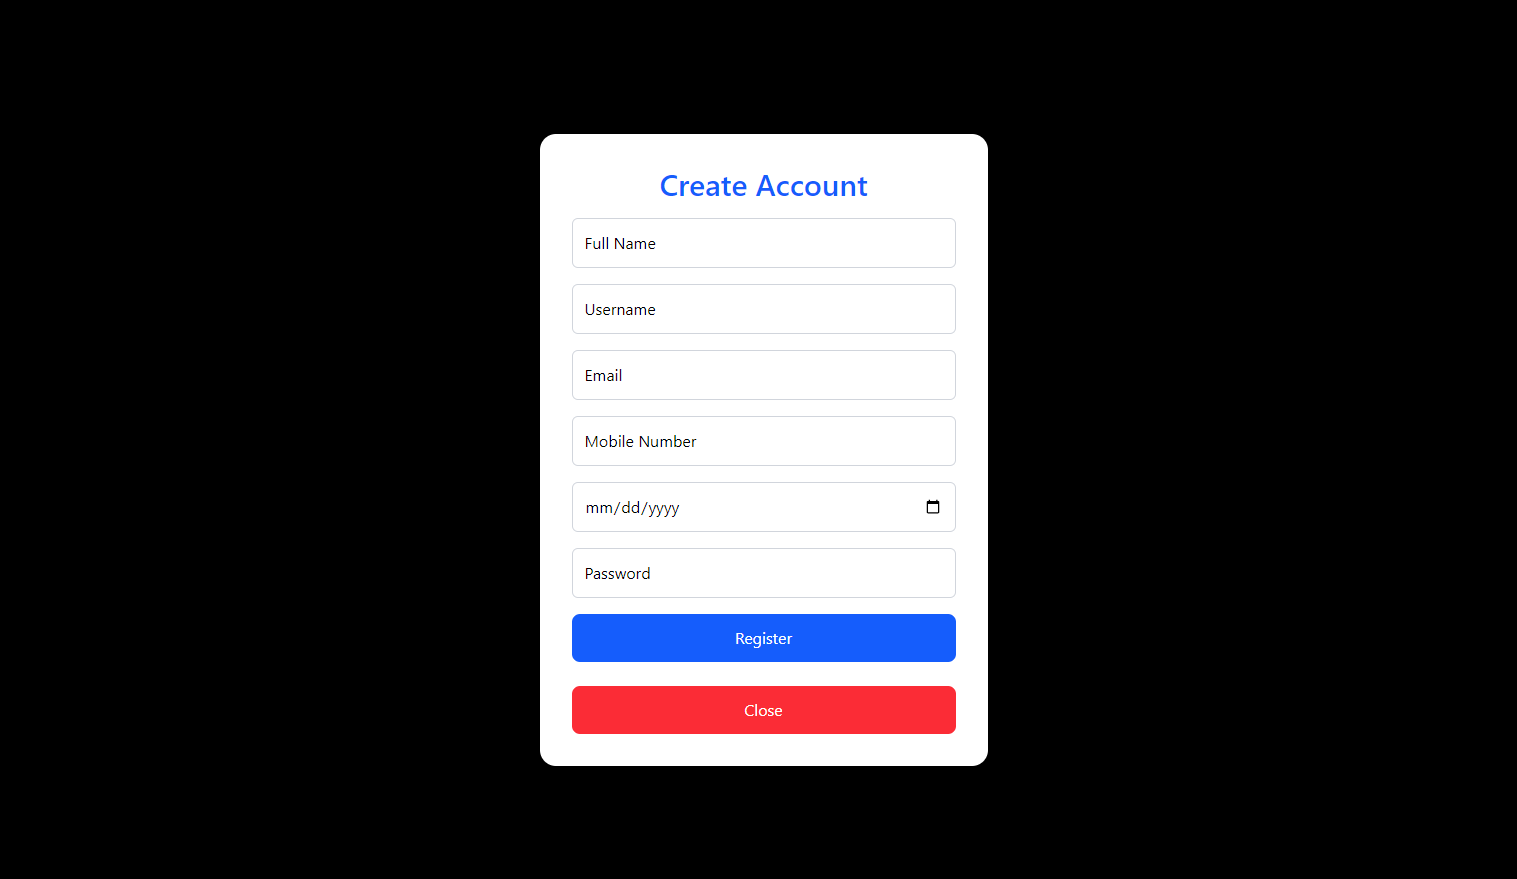 Create Account
Full Name
Username
Email
Mobile Number
mm/dd/yyyy
Password
Register
Close